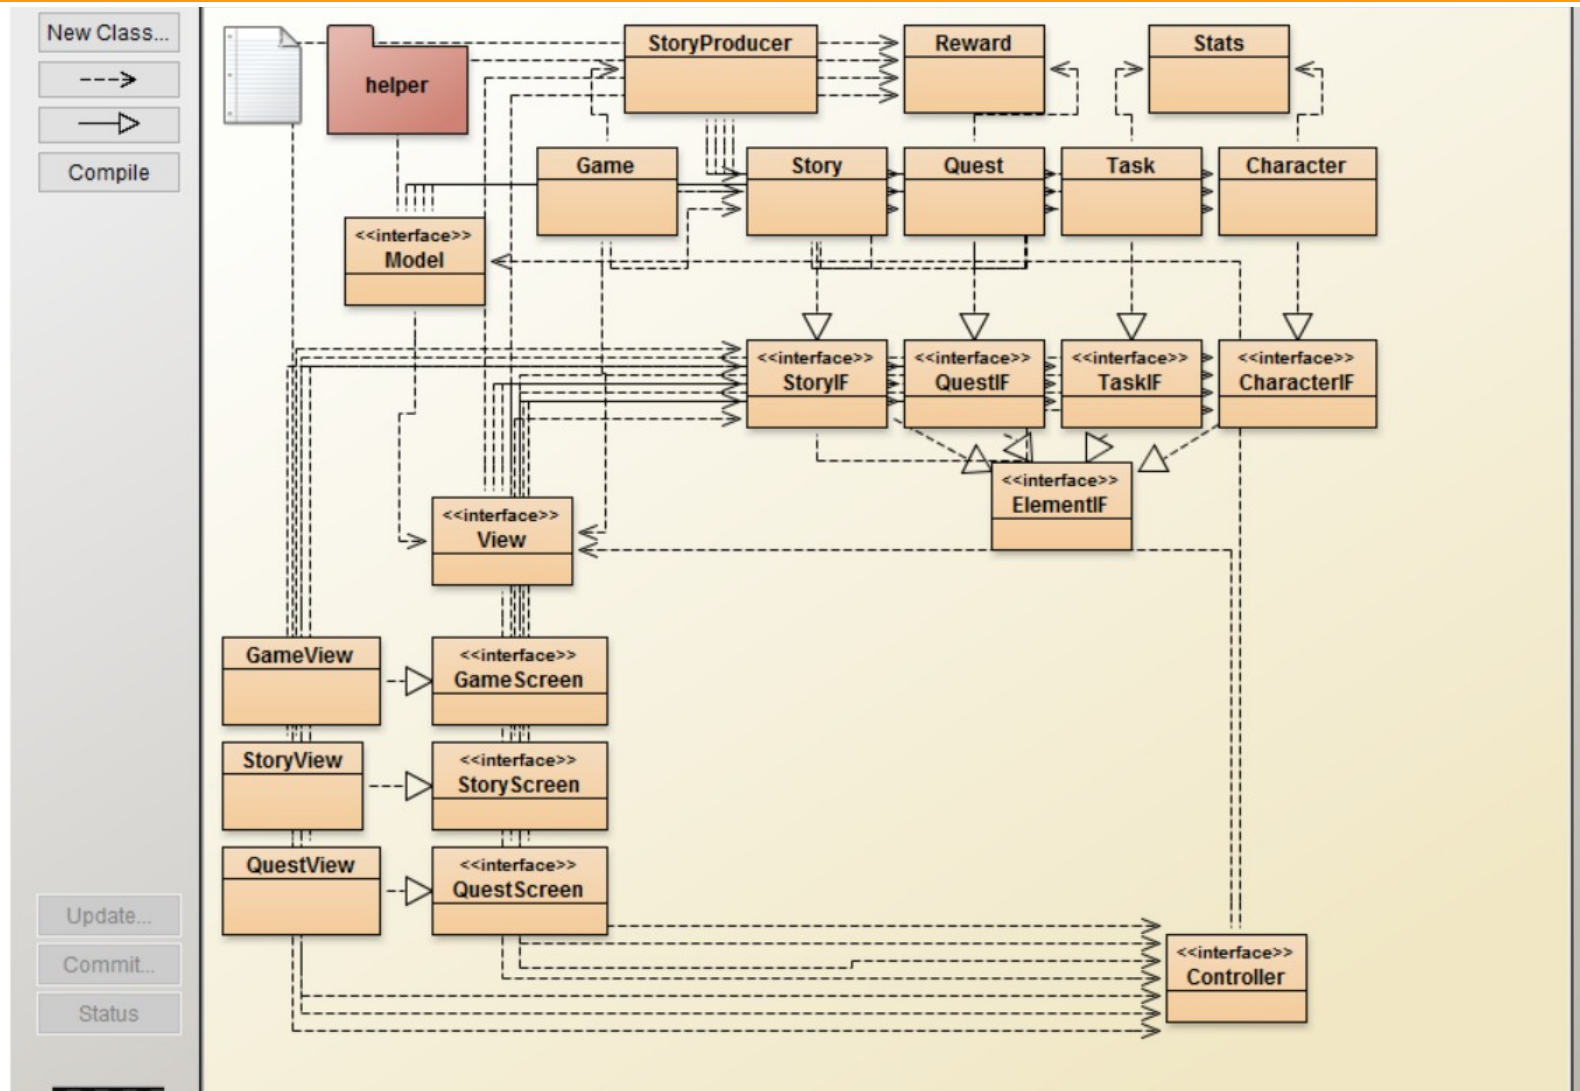 New Class...
Compile
Update...
Commit...
Status
helper
StoryProducer
Reward
Stats
Game
Story
Quest
Task
Character
<<interface>>
Model
<<interface>>
StoryIF
<<interface>>
QuestIF
<<interface>>
TaskIF
<<interface>>
CharacterIF
<<interface>>
ElementIF
<<interface>>
View
GameView
<<interface>>
GameScreen
StoryView
<<interface>>
StoryScreen
QuestView
<<interface>>
QuestScreen
<<interface>>
Controller